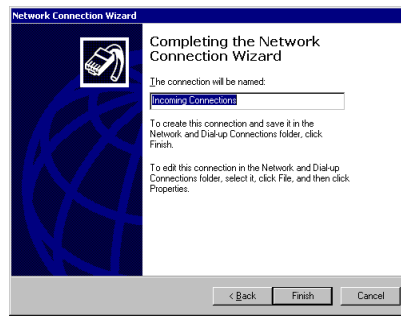 Network Connection Wizard
Completing the Network
Connection Wizard
The connection will be named:
Incoming Connections
To create this connection and save it in the
Network and Dial-up Connections folder, click
Finish.
To edit this connection in the Network and Dial-up
Connections folder, select it, click File, and then click
Properties.
< Back
Finish
Cancel